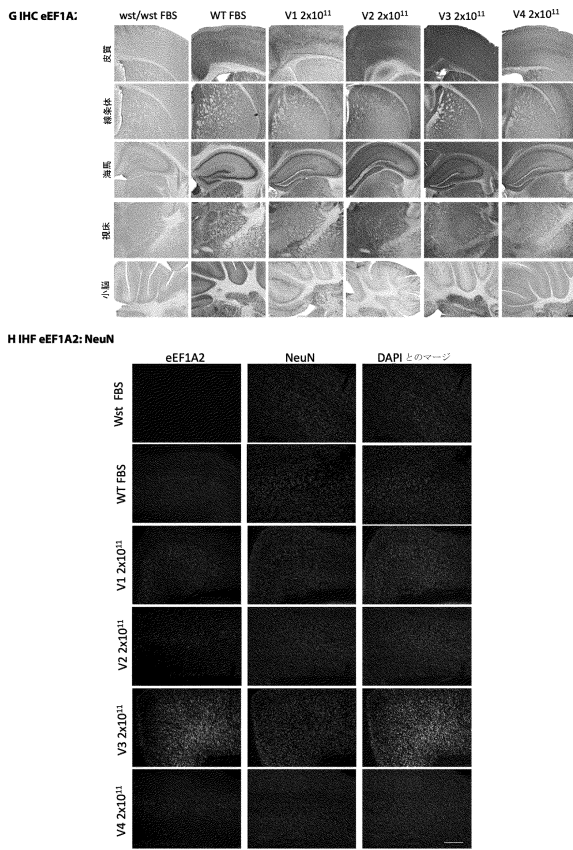 G IHC eEF1A2
wst/wst FBS WT FBS V1 2x10¹¹ V2 2x10¹¹ V3 2x10¹¹ V4 2x10¹¹
皮質
線条体
海馬
視床
小脳
H IHF eEF1A2: NeuN
eEF1A2 NeuN DAPI とのマージ
Wst FBS
WT FBS
V1 2x10¹¹
V2 2x10¹¹
V3 2x10¹¹
V4 2x10¹¹